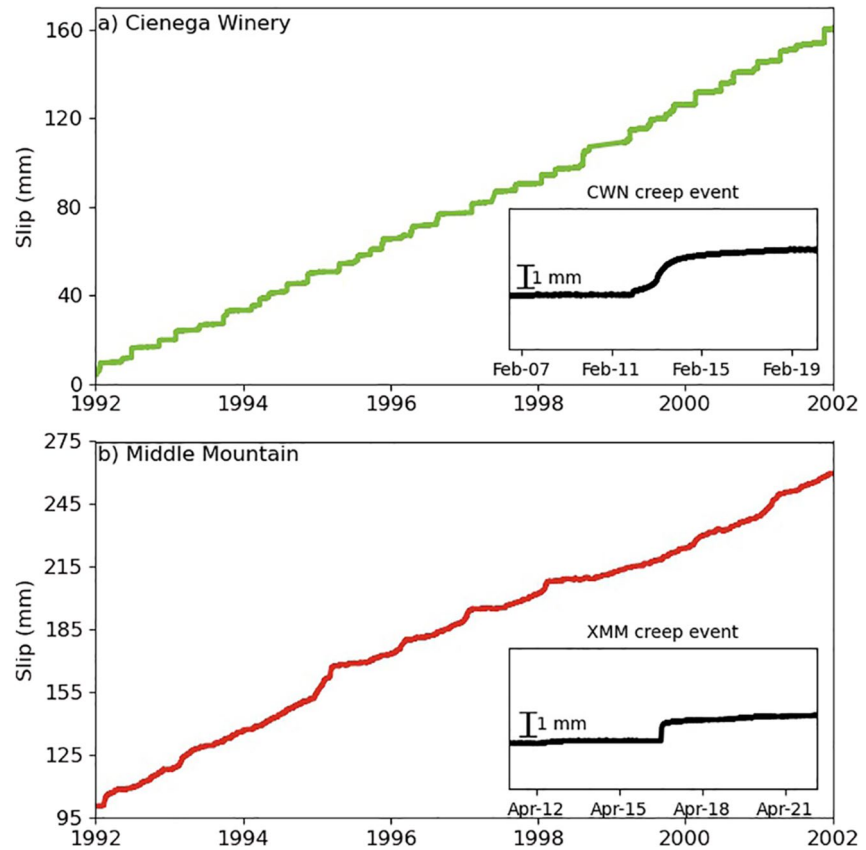 a) Cienega Winery
160
120
80
40
0
Slip (mm)
CWN creep event
1 mm
Feb-07 Feb-11 Feb-15 Feb-19
1992 1994 1996 1998 2000 2002
b) Middle Mountain
275
245
215
185
155
125
95
Slip (mm)
XMM creep event
1 mm
Apr-12 Apr-15 Apr-18 Apr-21
1992 1994 1996 1998 2000 2002